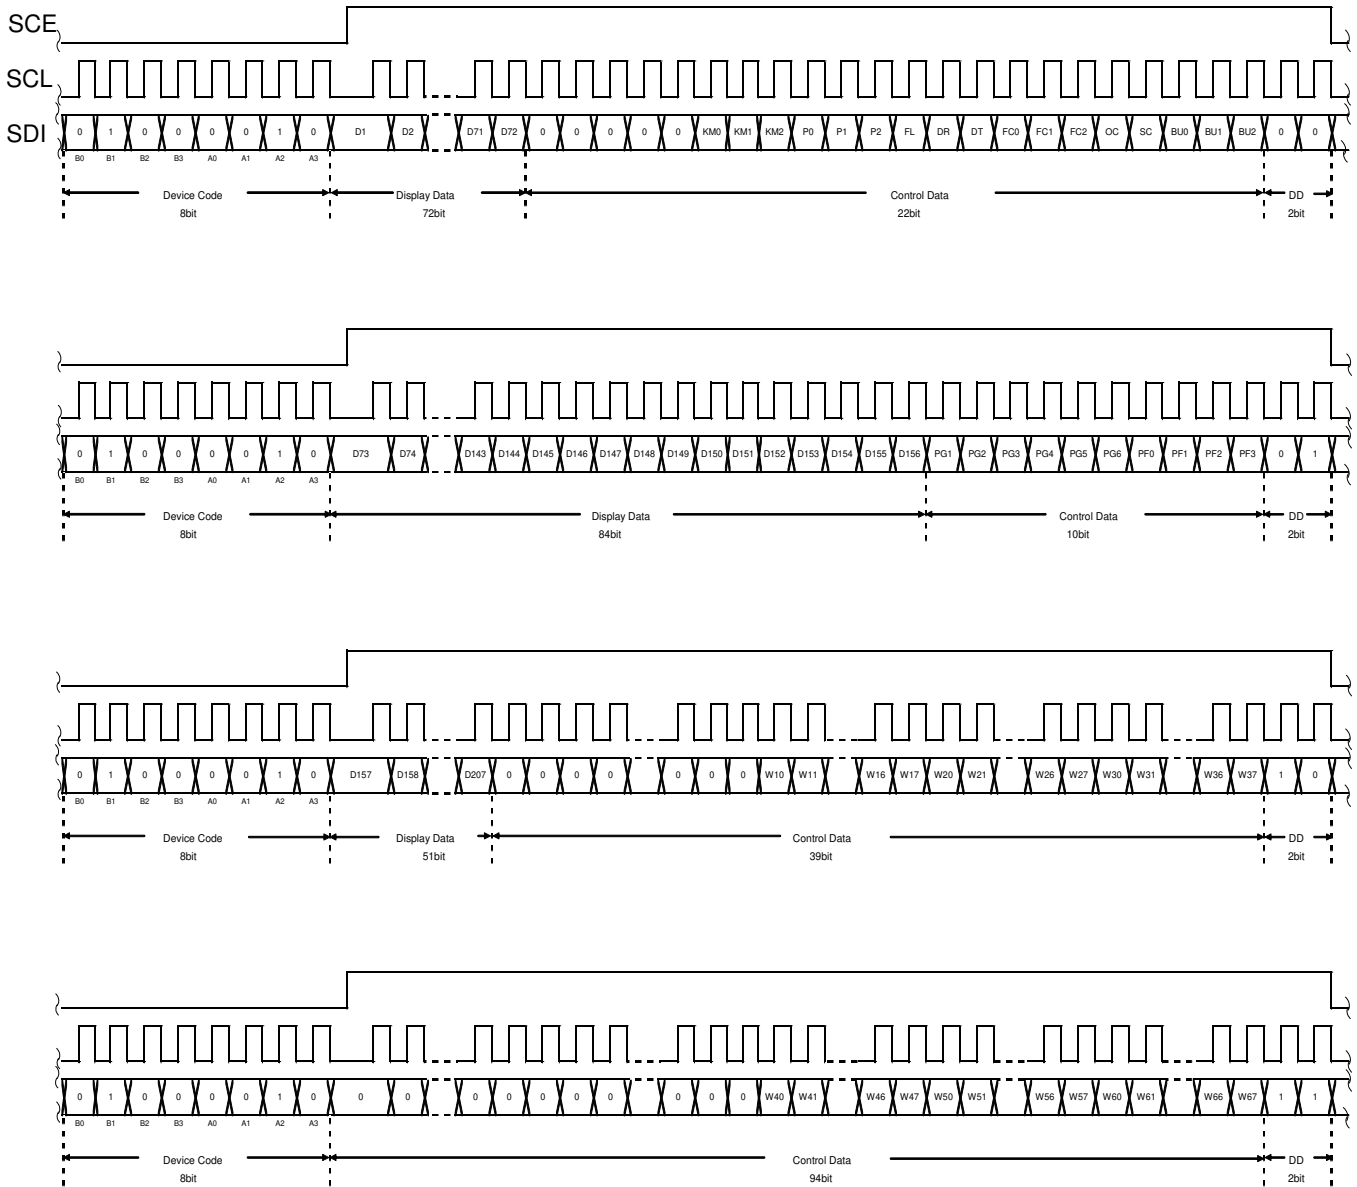 SCE
SCL
SDI
0 1 0 0 0 0 1 0 D1 D2 D71 D72 0 0 0 0 0 KM0 KM1 KM2 P0 P1 P2 FL DR DT FC0 FC1 FC2 OC SC BU0 BU1 BU2 0 0
B0 B1 B2 B3 A0 A1 A2 A3
Device Code Display Data Control Data DD
8bit 72bit 22bit 2bit
0 1 0 0 0 0 1 0 D73 D74 D143 D144 D145 D146 D147 D148 D149 D150 D151 D152 D153 D154 D155 D156 PG1 PG2 PG3 PG4 PG5 PG6 PF0 PF1 PF2 PF3 0 1
B0 B1 B2 B3 A0 A1 A2 A3
Device Code Display Data Control Data DD
8bit 84bit 10bit 2bit
0 1 0 0 0 0 1 0 D157 D158 D207 0 0 0 0 0 0 0 W10 W11 W16 W17 W20 W21 W26 W27 W30 W31 W36 W37 1 0
B0 B1 B2 B3 A0 A1 A2 A3
Device Code Display Data Control Data DD
8bit 51bit 39bit 2bit
0 1 0 0 0 0 1 0 0 0 0 0 0 0 0 0 0 0 W40 W41 W46 W47 W50 W51 W56 W57 W60 W61 W66 W67 1 1
B0 B1 B2 B3 A0 A1 A2 A3
Device Code Control Data DD
8bit 94bit 2bit